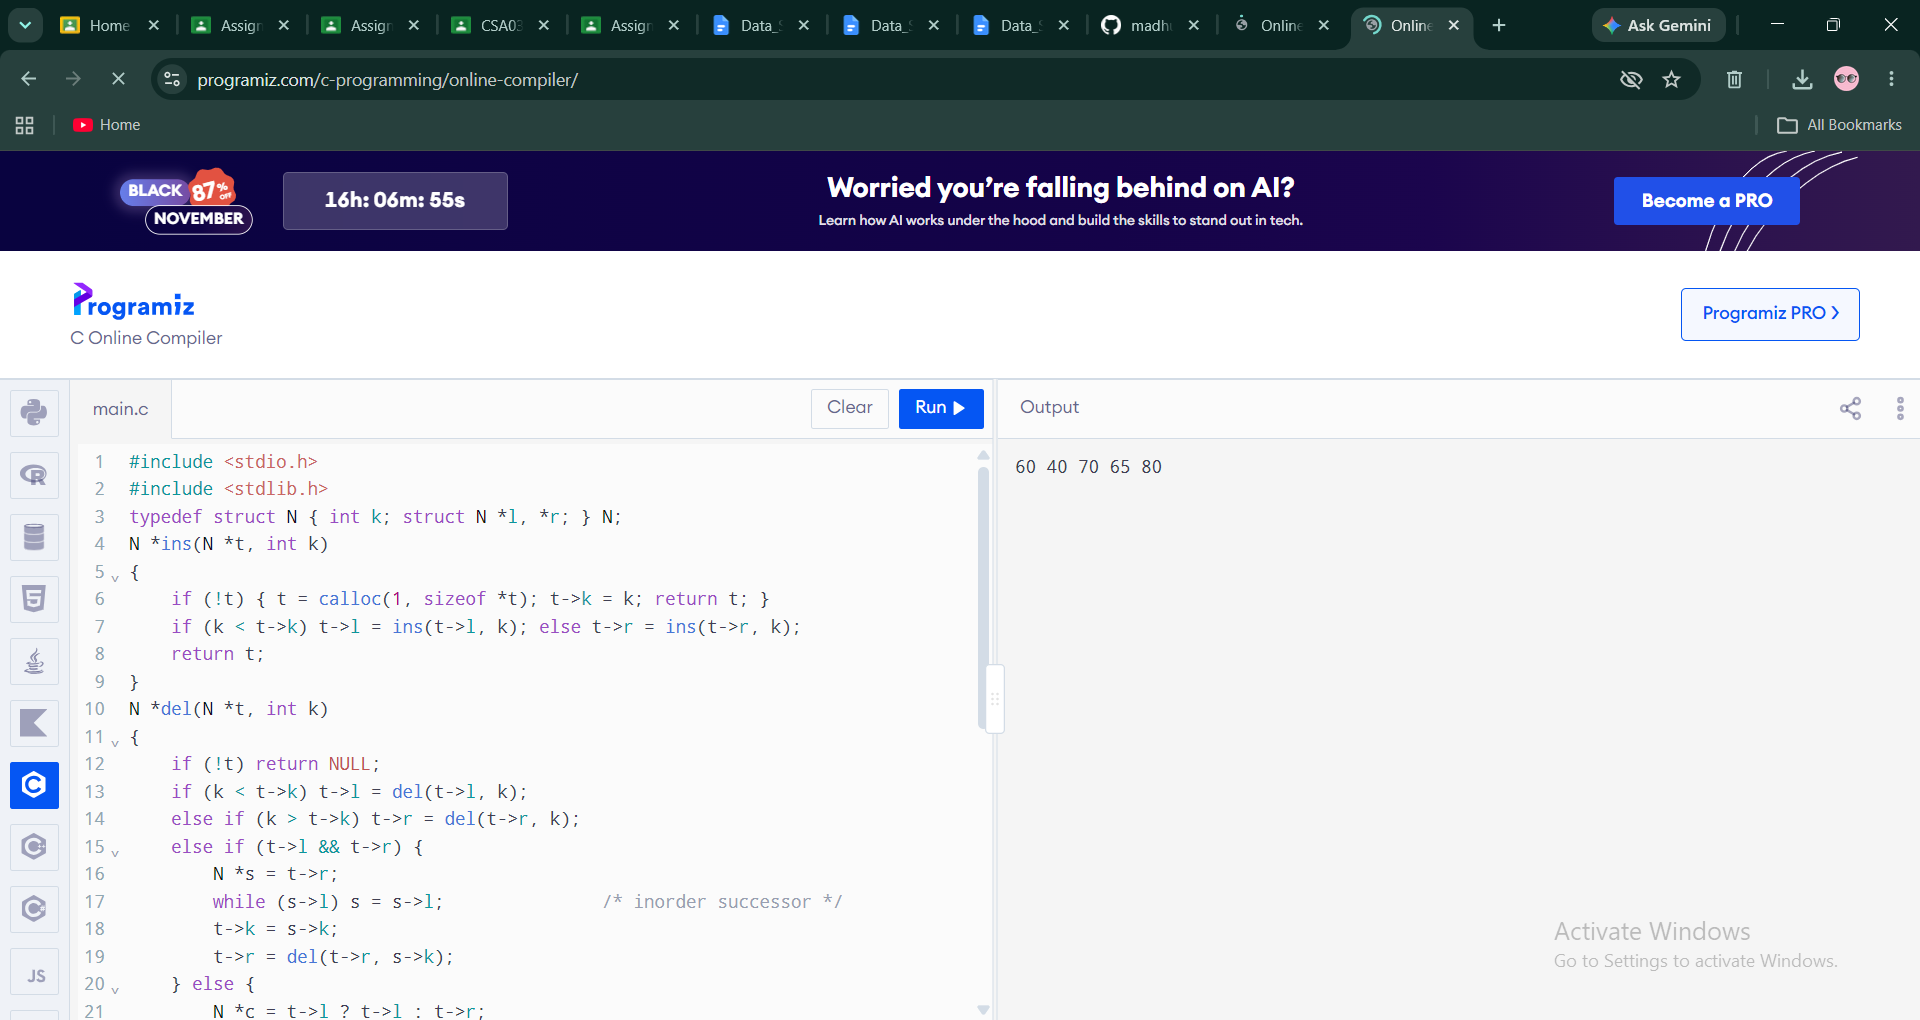 Home
Assign
Assign
CSA03
Assign
Data_S
Data_S
Data_S
madhu
Online
Online
Ask Gemini
programiz.com/c-programming/online-compiler/
Home
All Bookmarks
BLACK 87% OFF
NOVEMBER
16h: 06m: 55s
Worried you're falling behind on AI?
Learn how AI works under the hood and build the skills to stand out in tech.
Become a PRO
Programiz
C Online Compiler
Programiz PRO >
main.c
Clear
Run
Output
1 #include <stdio.h>
2 #include <stdlib.h>
3 typedef struct N { int k; struct N *l, *r; } N;
4 N *ins(N *t, int k)
5 {
6     if (!t) { t = calloc(1, sizeof *t); t->k = k; return t; }
7     if (k < t->k) t->l = ins(t->l, k); else t->r = ins(t->r, k);
8     return t;
9 }
10 N *del(N *t, int k)
11 {
12     if (!t) return NULL;
13     if (k < t->k) t->l = del(t->l, k);
14     else if (k > t->k) t->r = del(t->r, k);
15     else if (t->l && t->r) {
16         N *s = t->r;
17         while (s->l) s = s->l;               /* inorder successor */
18         t->k = s->k;
19         t->r = del(t->r, s->k);
20     } else {
21         N *c = t->l ? t->l : t->r;
60 40 70 65 80
JS
Activate Windows
Go to Settings to activate Windows.